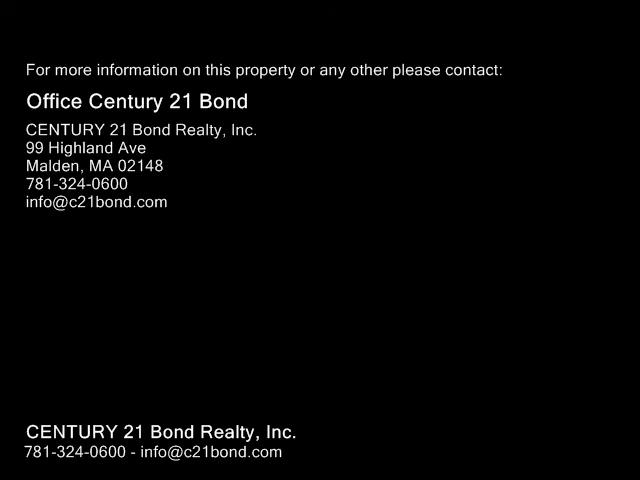 For more information on this property or any other please contact:
Office Century 21 Bond
CENTURY 21 Bond Realty, Inc.
99 Highland Ave
Malden, MA 02148
781-324-0600
info@c21bond.com
CENTURY 21 Bond Realty, Inc.
781-324-0600 - info@c21bond.com